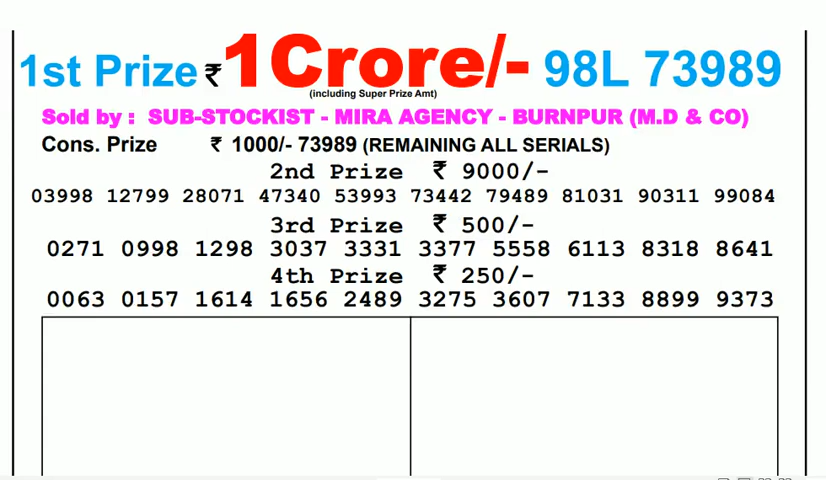 1st Prize ₹ 1Crore/- 98L 73989
(including Super Prize Amt)
Sold by : SUB-STOCKIST - MIRA AGENCY - BURNPUR (M.D & CO)
Cons. Prize ₹ 1000/- 73989 (REMAINING ALL SERIALS)
2nd Prize ₹ 9000/-
03998 12799 28071 47340 53993 73442 79489 81031 90311 99084
3rd Prize ₹ 500/-
0271 0998 1298 3037 3331 3377 5558 6113 8318 8641
4th Prize ₹ 250/-
0063 0157 1614 1656 2489 3275 3607 7133 8899 9373